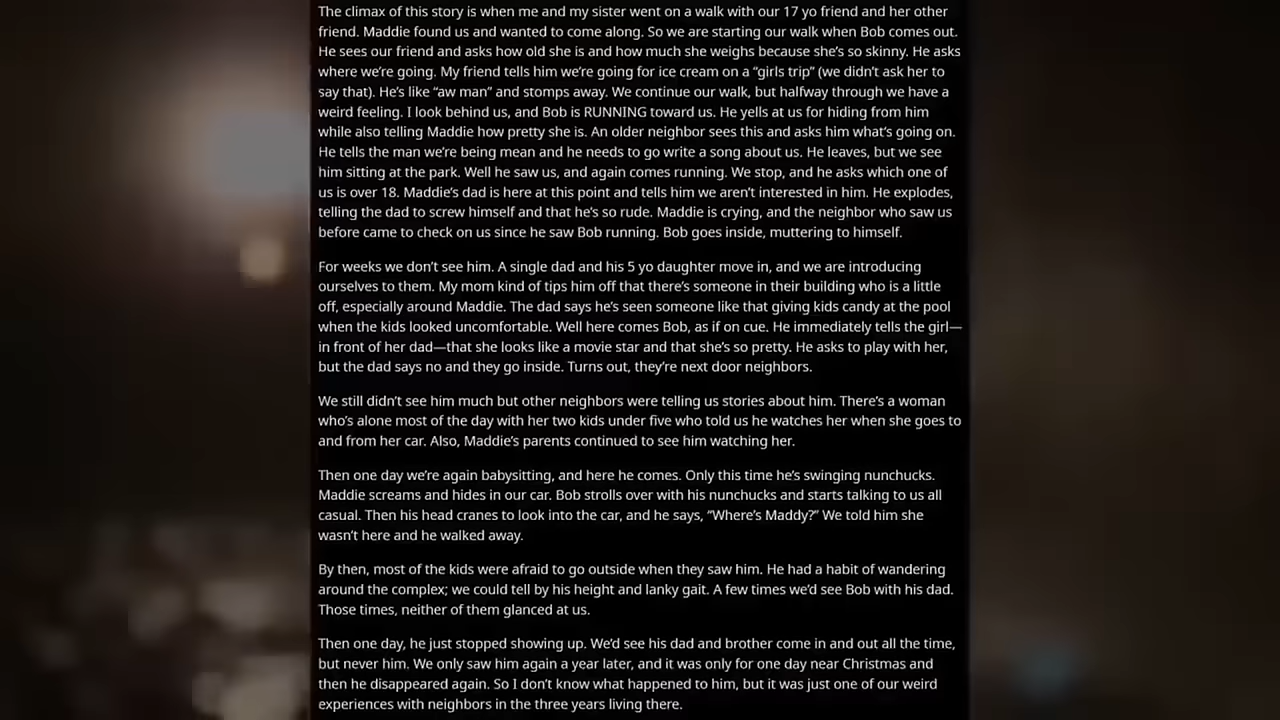 The climax of this story is when me and my sister went on a walk with our 17 yo friend and her other
friend. Maddie found us and wanted to come along. So we are starting our walk when Bob comes out.
He sees our friend and asks how old she is and how much she weighs because she’s so skinny. He asks
where we’re going. My friend tells him we’re going for ice cream on a “girls trip” (we didn’t ask her to
say that). He’s like “aw man” and stomps away. We continue our walk, but halfway through we have a
weird feeling. I look behind us, and Bob is RUNNING toward us. He yells at us for hiding from him
while also telling Maddie how pretty she is. An older neighbor sees this and asks him what’s going on.
He tells the man we’re being mean and he needs to go write a song about us. He leaves, but we see
him sitting at the park. Well he saw us, and again comes running. We stop, and he asks which one of
us is over 18. Maddie’s dad is here at this point and tells him we aren’t interested in him. He explodes,
telling the dad to screw himself and that he’s so rude. Maddie is crying, and the neighbor who saw us
before came to check on us since he saw Bob running. Bob goes inside, muttering to himself.
For weeks we don’t see him. A single dad and his 5 yo daughter move in, and we are introducing
ourselves to them. My mom kind of tips him off that there’s someone in their building who is a little
off, especially around Maddie. The dad says he’s seen someone like that giving kids candy at the pool
when the kids looked uncomfortable. Well here comes Bob, as if on cue. He immediately tells the girl—
in front of her dad—that she looks like a movie star and that she’s so pretty. He asks to play with her,
but the dad says no and they go inside. Turns out, they’re next door neighbors.
We still didn’t see him much but other neighbors were telling us stories about him. There’s a woman
who’s alone most of the day with her two kids under five who told us he watches her when she goes to
and from her car. Also, Maddie’s parents continued to see him watching her.
Then one day we’re again babysitting, and here he comes. Only this time he’s swinging nunchucks.
Maddie screams and hides in our car. Bob strolls over with his nunchucks and starts talking to us all
casual. Then his head cranes to look into the car, and he says, “Where’s Maddy?” We told him she
wasn’t here and he walked away.
By then, most of the kids were afraid to go outside when they saw him. He had a habit of wandering
around the complex; we could tell by his height and lanky gait. A few times we’d see Bob with his dad.
Those times, neither of them glanced at us.
Then one day, he just stopped showing up. We’d see his dad and brother come in and out all the time,
but never him. We only saw him again a year later, and it was only for one day near Christmas and
then he disappeared again. So I don’t know what happened to him, but it was just one of our weird
experiences with neighbors in the three years living there.